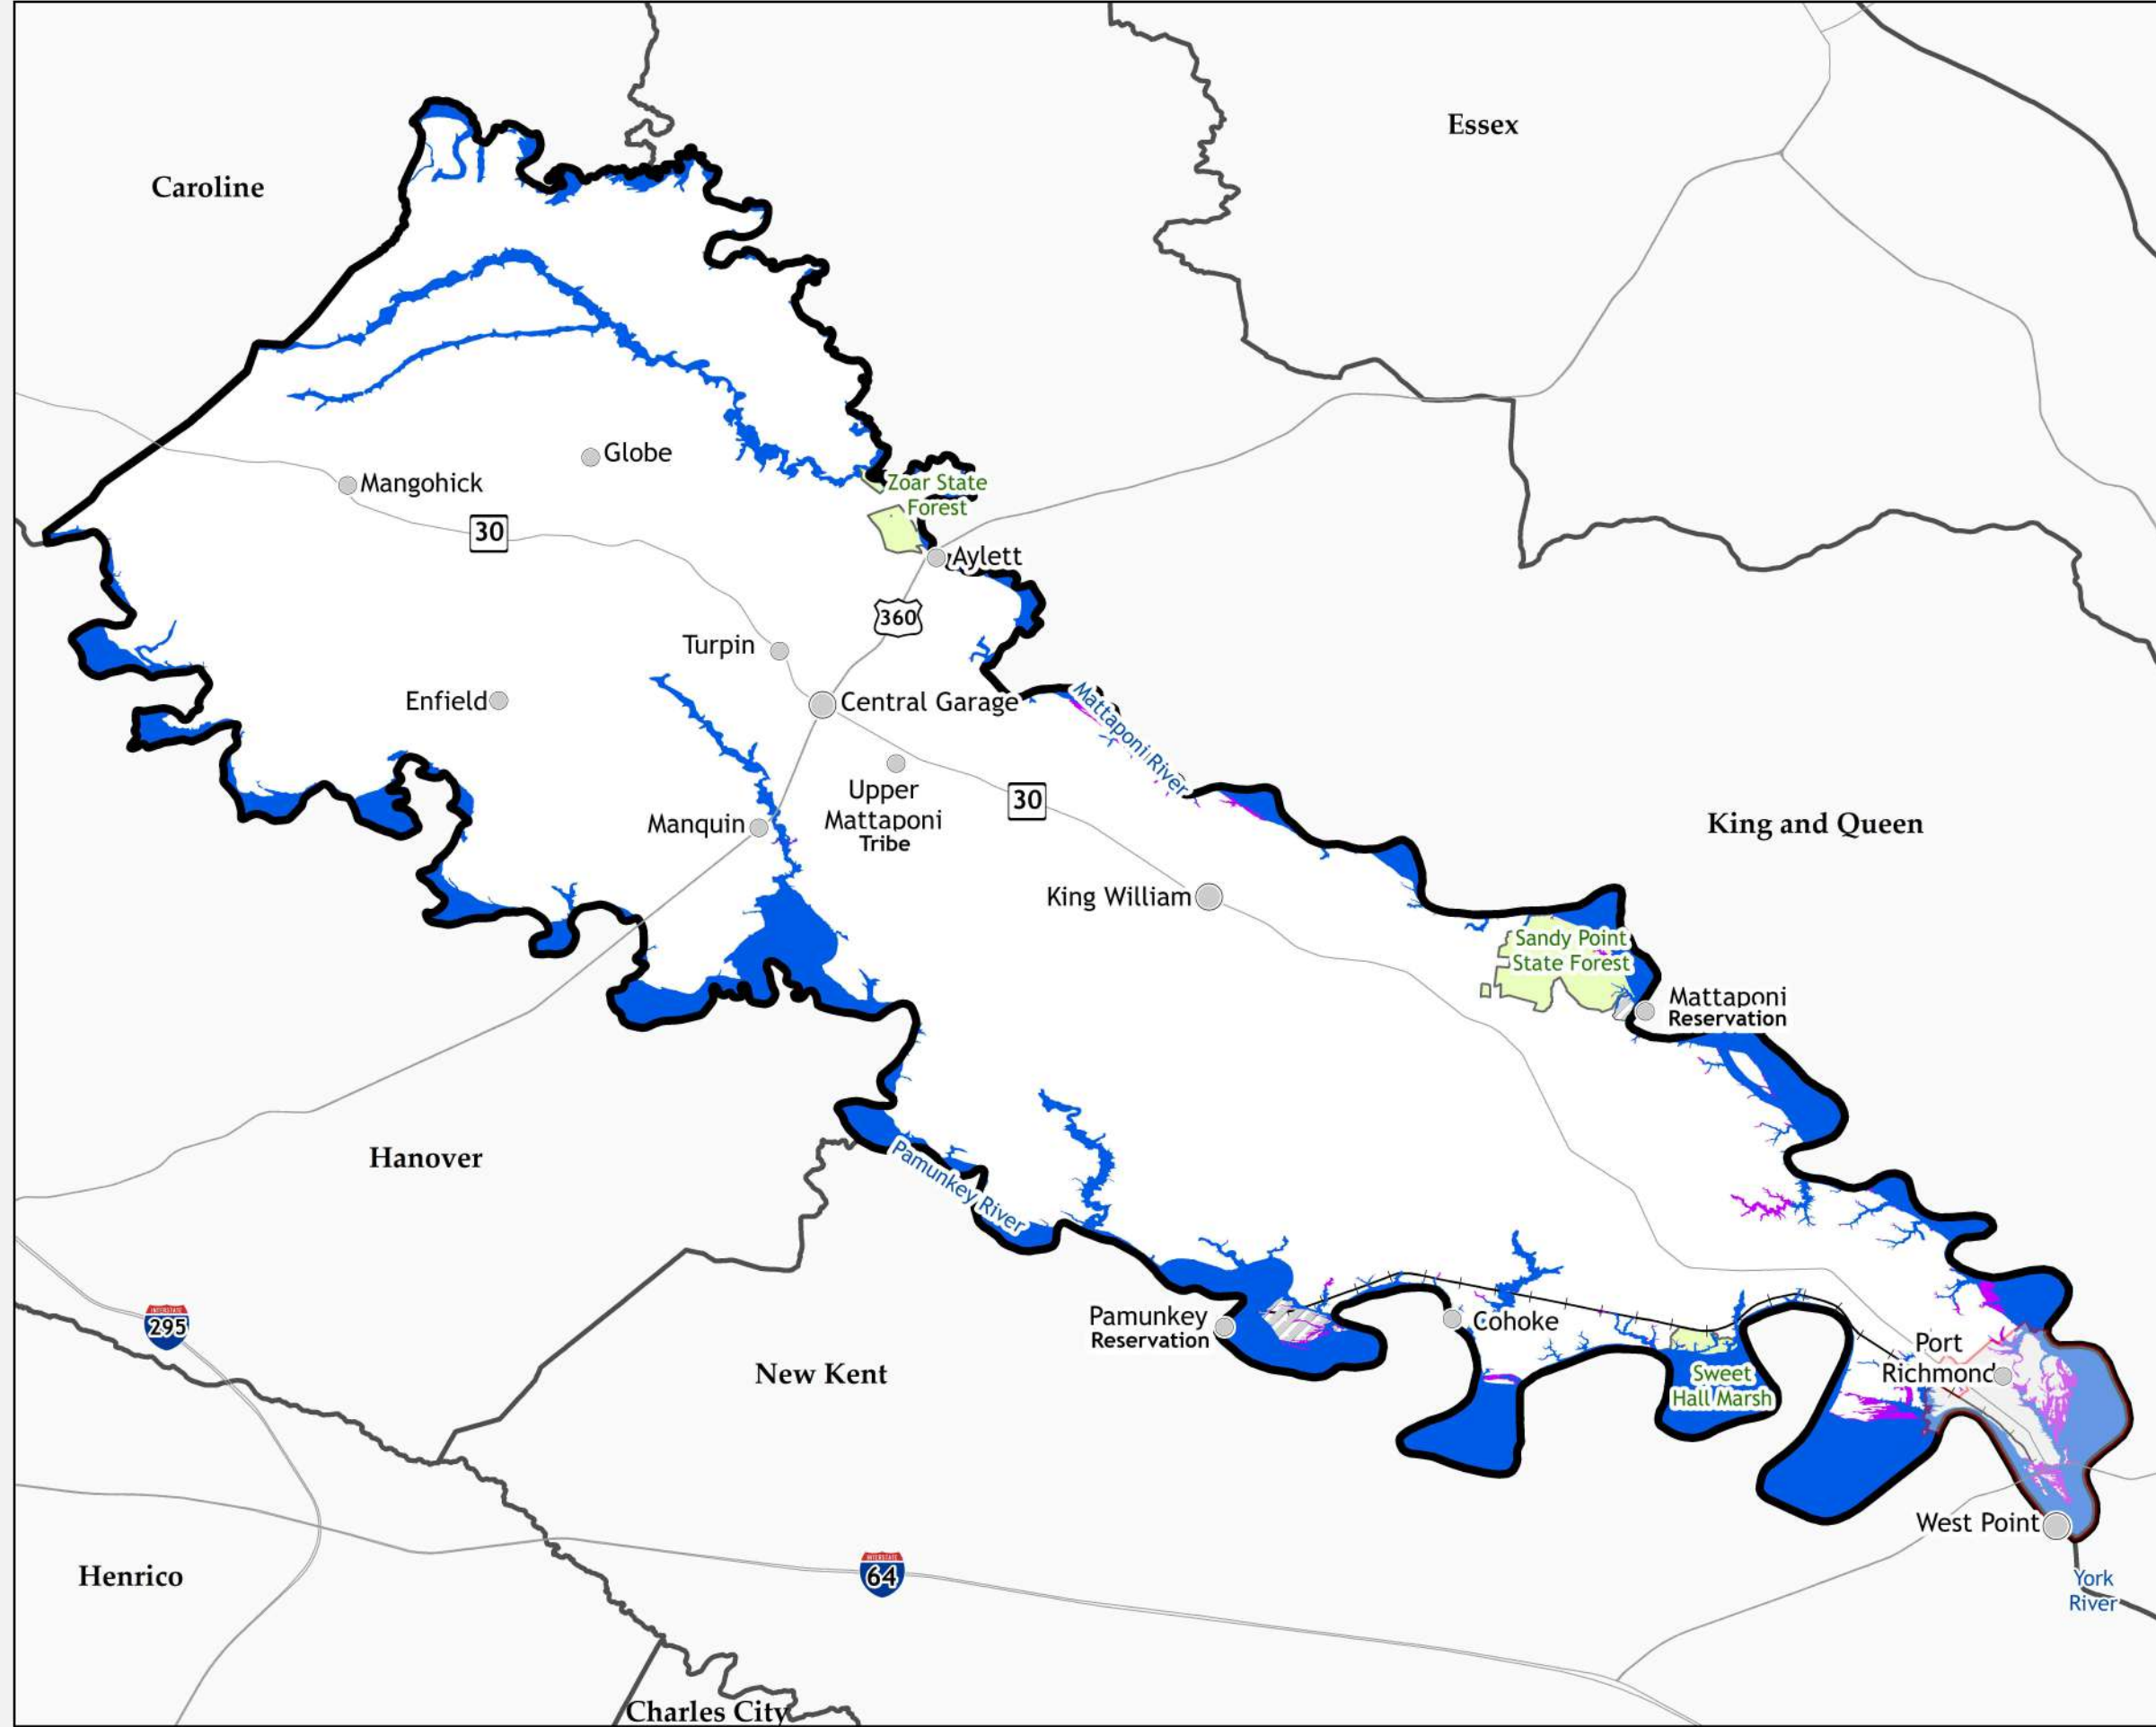 Essex
Caroline
Globe
Mangohick
Zoar State
Forest
30
Aylett
360
Turpin
Enfield
Central Garage
Mattaponi River
Upper
Mattaponi
Tribe
30
Manquin
King and Queen
King William
Sandy Point
State Forest
Mattaponi
Reservation
Hanover
Pamunkey River
INTERSTATE
295
Pamunkey
Reservation
Cohoke
Port
Richmond
New Kent
Sweet
Hall Marsh
West Point
INTERSTATE
64
Henrico
York
River
Charles City